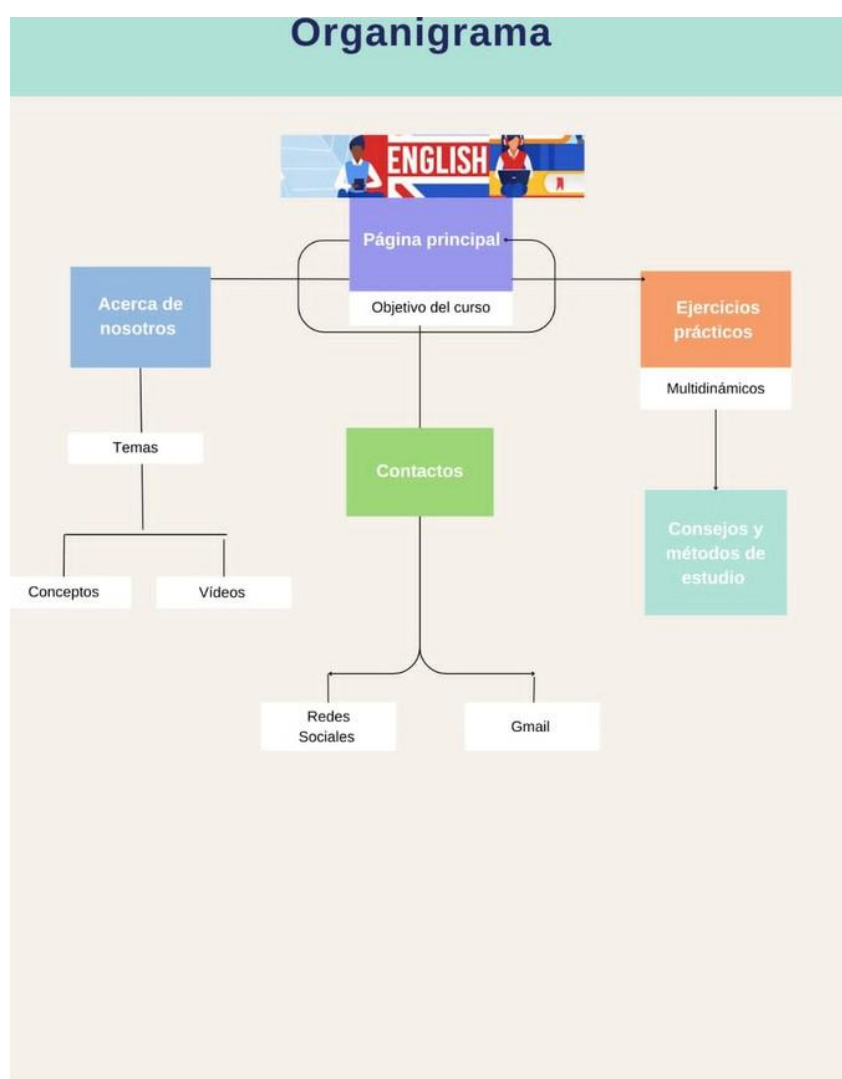 Organigrama
ENGLISH
Página principal
Objetivo del curso
Acerca de
nosotros
Ejercicios
prácticos
Multidinámicos
Temas
Contactos
Consejos y
métodos de
estudio
Conceptos
Vídeos
Redes
Sociales
Gmail